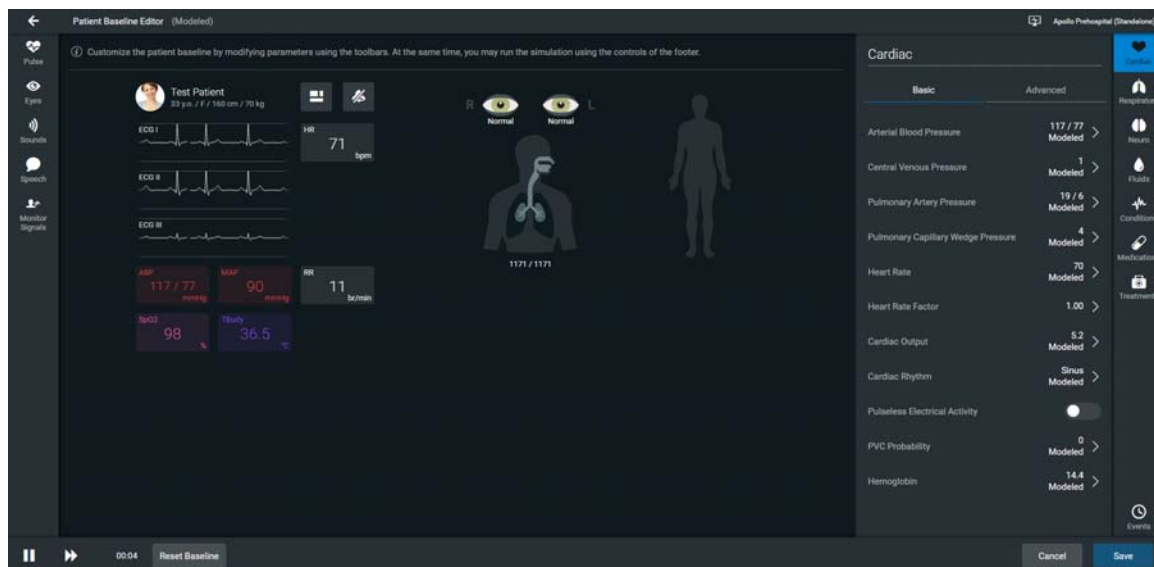 Patient Baseline Editor (Modeled)
Apollo Prehospital (Standalone)
Pulse
Eyes
Sounds
Speech
Monitor
Signals
Customize the patient baseline by modifying parameters using the toolbars. At the same time, you may run the simulation using the controls of the footer.
Test Patient
33 y.o. / F / 160 cm / 70 kg
ECG I
HR
71
bpm
ECG II
ECG III
ABP
117 / 77
mmHg
MAP
90
mmHg
RR
11
br/min
SpO2
98
%
TBody
36.5
°C
R
L
Normal
Normal
1171 / 1171
Cardiac
Basic
Advanced
Arterial Blood Pressure
117 / 77
Modeled
Central Venous Pressure
1
Modeled
Pulmonary Artery Pressure
19 / 6
Modeled
Pulmonary Capillary Wedge Pressure
4
Modeled
Heart Rate
70
Modeled
Heart Rate Factor
1.00
Cardiac Output
5.2
Modeled
Cardiac Rhythm
Sinus
Modeled
Pulseless Electrical Activity
PVC Probability
0
Modeled
Hemoglobin
14.4
Modeled
Cardiac
Respirator
Neuro
Fluids
Condition
Medication
Treatment
Events
00:04
Reset Baseline
Cancel
Save